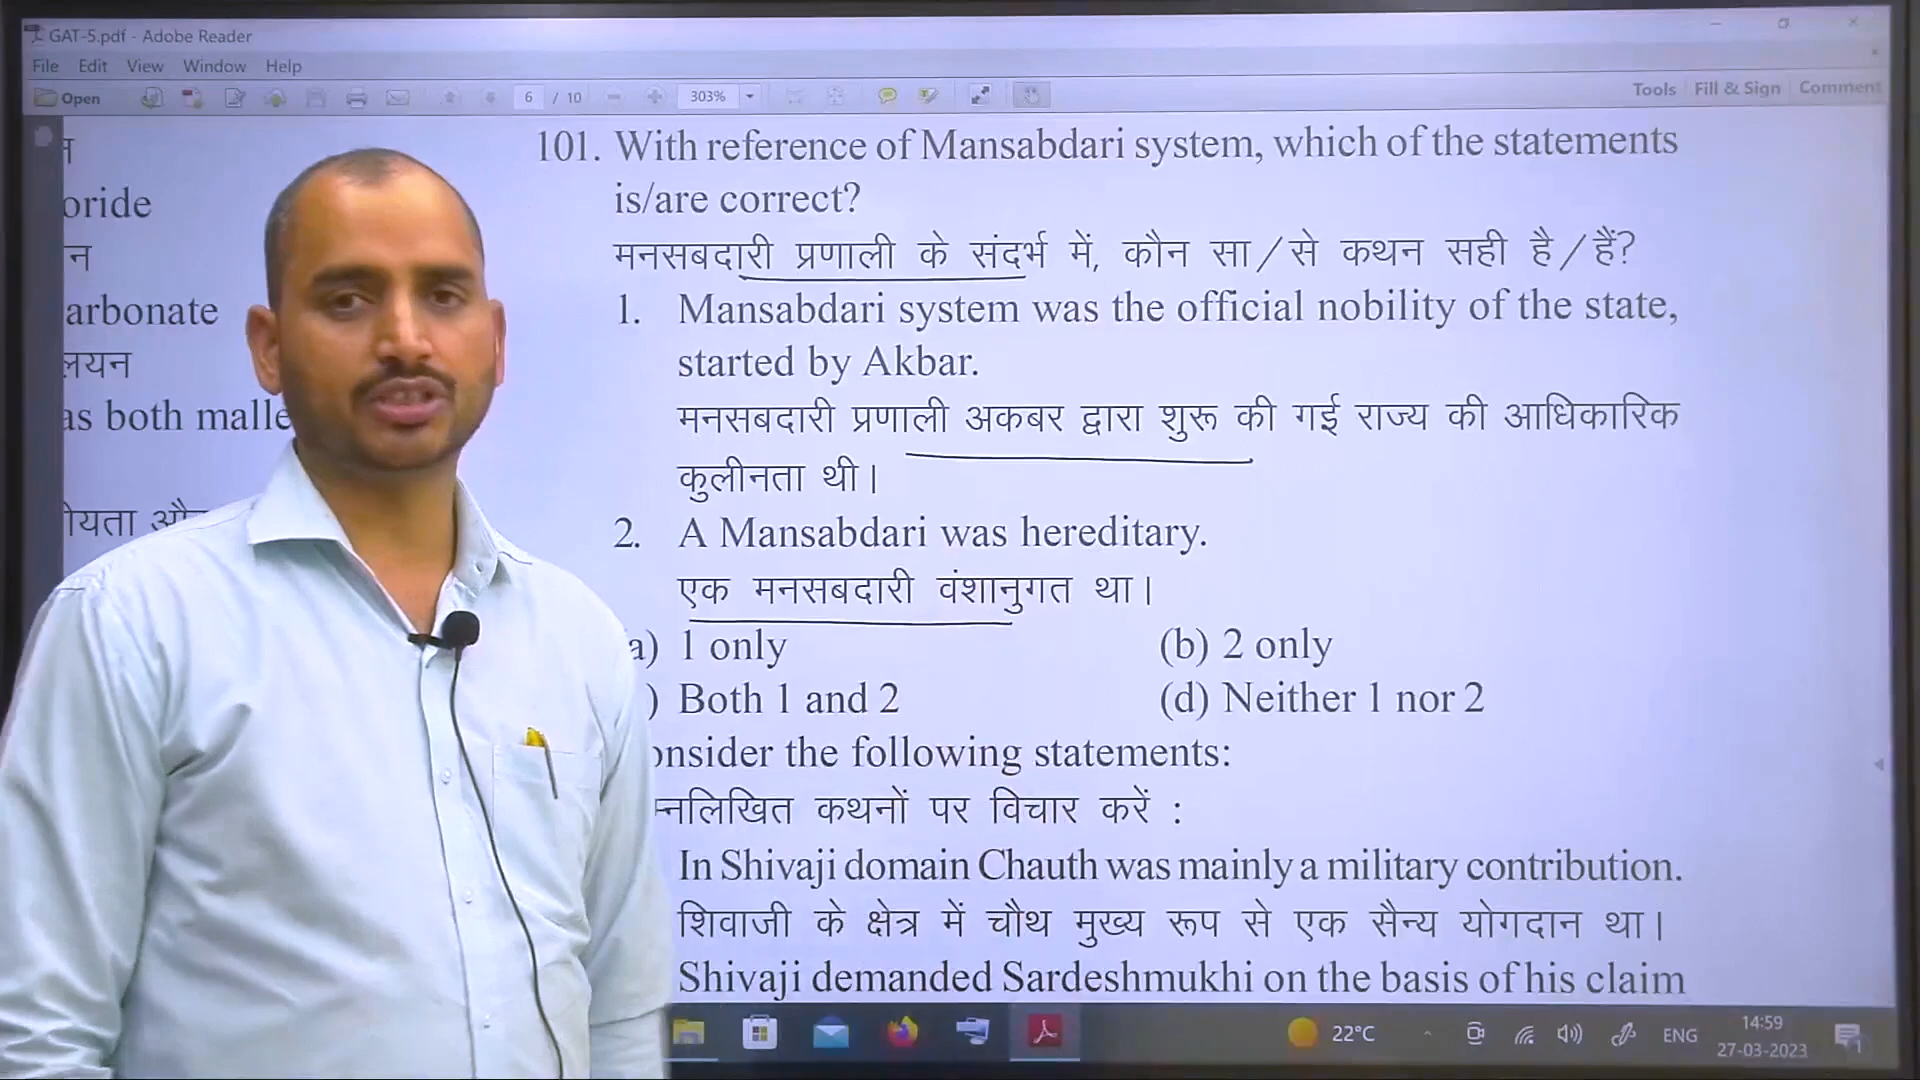 GAT-5.pdf - Adobe Reader
File Edit View Window Help
Open 6 / 10 303% Tools Fill & Sign Comment
101. With reference of Mansabdari system, which of the statements
is/are correct?
मनसबदारी प्रणाली के संदर्भ में, कौन सा/से कथन सही है/हैं?
1. Mansabdari system was the official nobility of the state,
started by Akbar.
मनसबदारी प्रणाली अकबर द्वारा शुरू की गई राज्य की आधिकारिक
कुलीनता थी।
2. A Mansabdari was hereditary.
एक मनसबदारी वंशानुगत था।
a) 1 only (b) 2 only
) Both 1 and 2 (d) Neither 1 nor 2
onsider the following statements:
म्नलिखित कथनों पर विचार करें :
In Shivaji domain Chauth was mainly a military contribution.
शिवाजी के क्षेत्र में चौथ मुख्य रूप से एक सैन्य योगदान था।
Shivaji demanded Sardeshmukhi on the basis of his claim
oride
न
arbonate
लयन
as both malle
ीयता औ
22°C ENG 14:59
27-03-2023
1